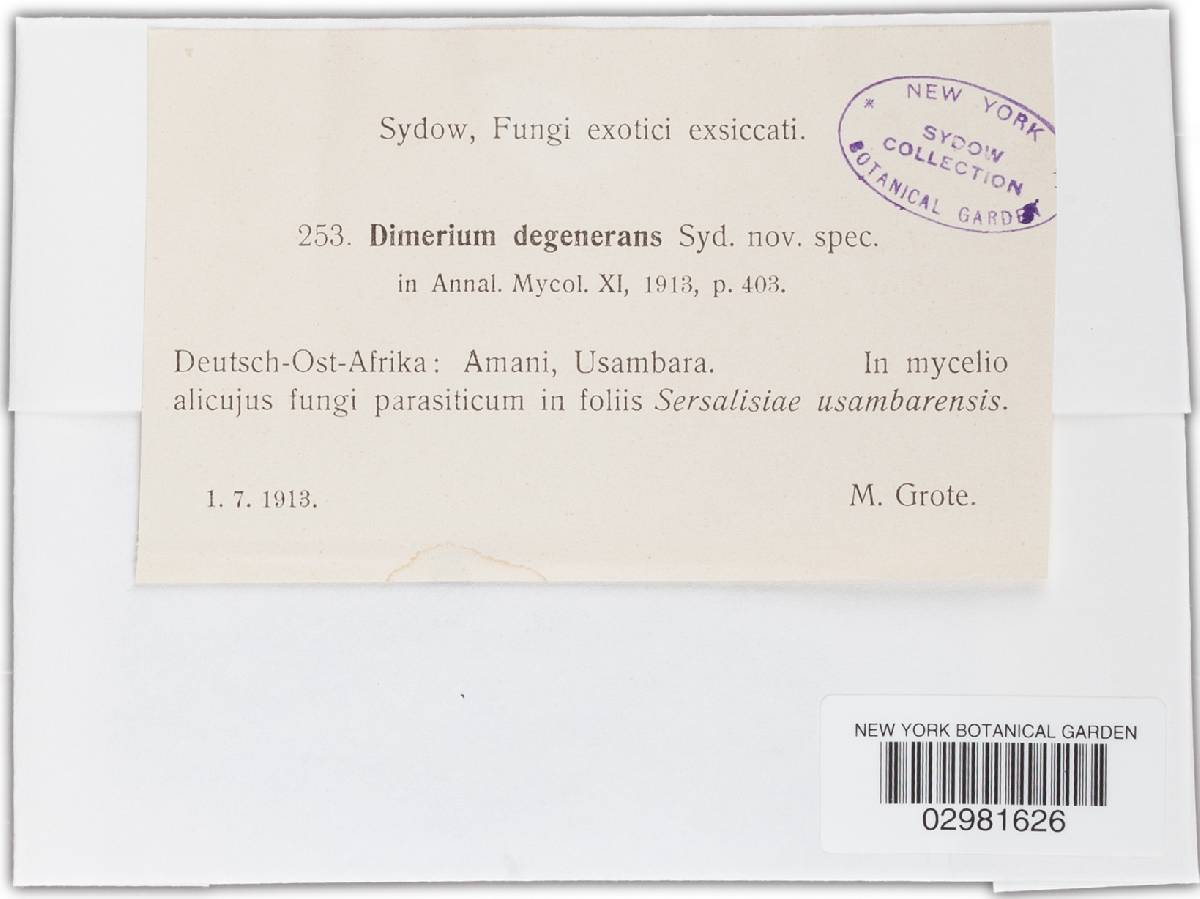 Sydow, Fungi exotici exsiccati.
* NEW YORK
SYDOW
COLLECTION
BOTANICAL GARDEN
253. Dimerium degenerans Syd. nov. spec.
in Annal. Mycol. XI, 1913, p. 403.
Deutsch-Ost-Afrika: Amani, Usambara. In mycelio
alicujus fungi parasiticum in foliis Sersalisiae usambarensis.
1. 7. 1913. M. Grote.
NEW YORK BOTANICAL GARDEN
02981626